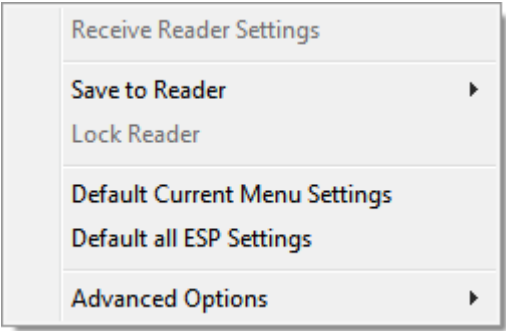 Receive Reader Settings
Save to Reader
Lock Reader
Default Current Menu Settings
Default all ESP Settings
Advanced Options